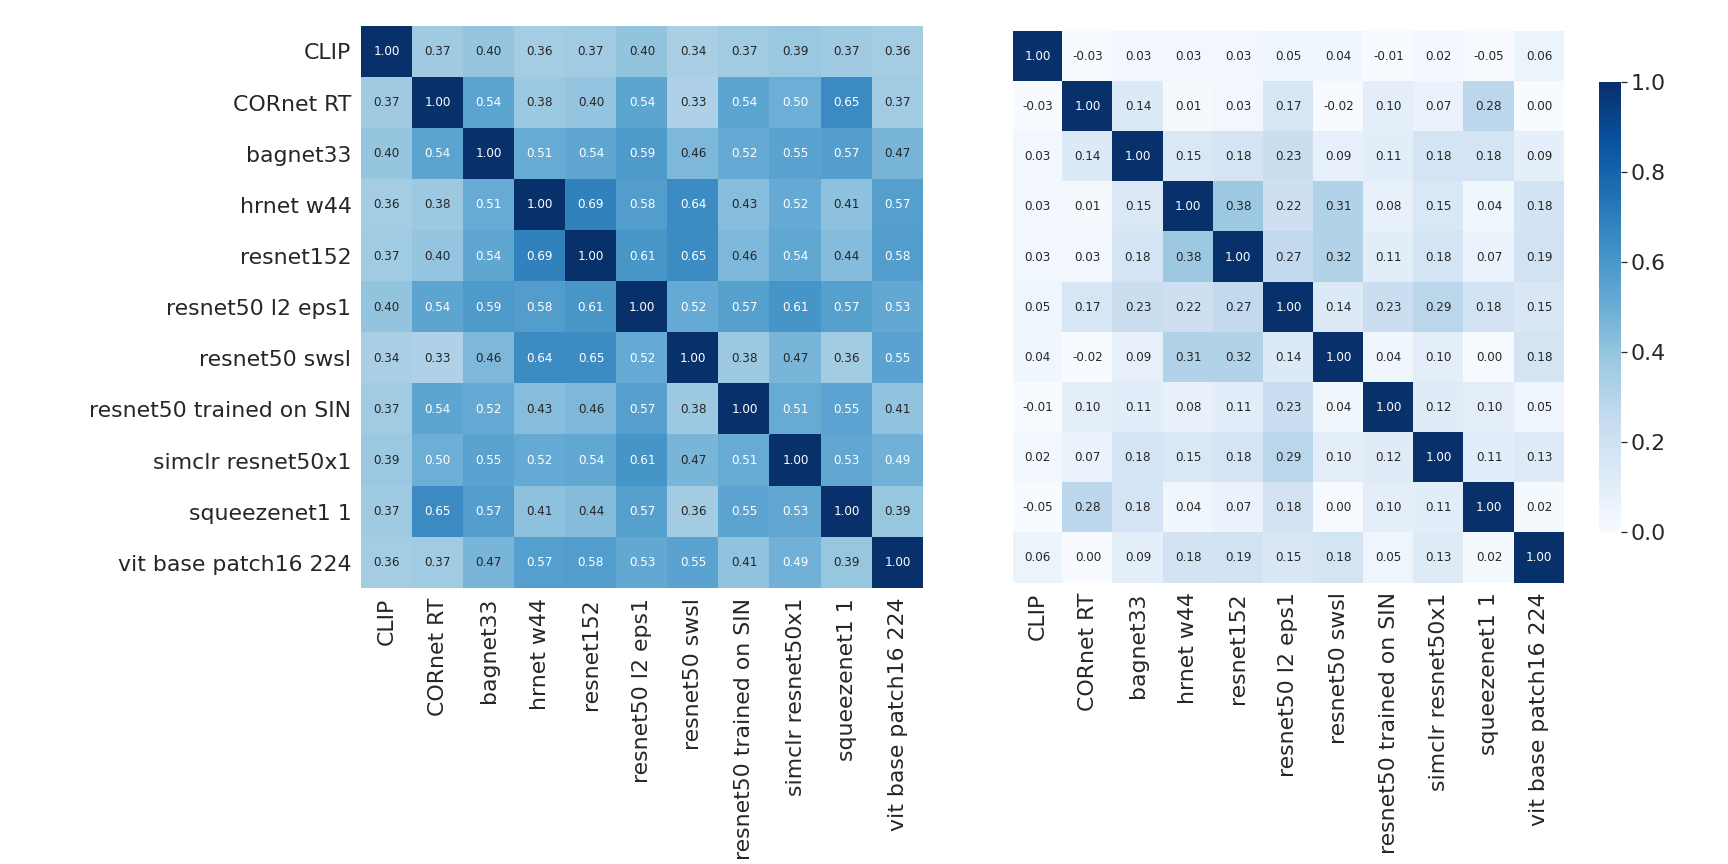 CLIP 1.00 0.37 0.40 0.36 0.37 0.40 0.34 0.37 0.39 0.37 0.36
CORnet RT 0.37 1.00 0.54 0.38 0.40 0.54 0.33 0.54 0.50 0.65 0.37
bagnet33 0.40 0.54 1.00 0.51 0.54 0.59 0.46 0.52 0.55 0.57 0.47
hrnet w44 0.36 0.38 0.51 1.00 0.69 0.58 0.64 0.43 0.52 0.41 0.57
resnet152 0.37 0.40 0.54 0.69 1.00 0.61 0.65 0.46 0.54 0.44 0.58
resnet50 l2 eps1 0.40 0.54 0.59 0.58 0.61 1.00 0.52 0.57 0.61 0.57 0.53
resnet50 swsl 0.34 0.33 0.46 0.64 0.65 0.52 1.00 0.38 0.47 0.36 0.55
resnet50 trained on SIN 0.37 0.54 0.52 0.43 0.46 0.57 0.38 1.00 0.51 0.55 0.41
simclr resnet50x1 0.39 0.50 0.55 0.52 0.54 0.61 0.47 0.51 1.00 0.53 0.49
squeezenet1 1 0.37 0.65 0.57 0.41 0.44 0.57 0.36 0.55 0.53 1.00 0.39
vit base patch16 224 0.36 0.37 0.47 0.57 0.58 0.53 0.55 0.41 0.49 0.39 1.00
CLIP
CORnet RT
bagnet33
hrnet w44
resnet152
resnet50 l2 eps1
resnet50 swsl
resnet50 trained on SIN
simclr resnet50x1
squeezenet1 1
vit base patch16 224
1.00 -0.03 0.03 0.03 0.03 0.05 0.04 -0.01 0.02 -0.05 0.06
-0.03 1.00 0.14 0.01 0.03 0.17 -0.02 0.10 0.07 0.28 0.00
0.03 0.14 1.00 0.15 0.18 0.23 0.09 0.11 0.18 0.18 0.09
0.03 0.01 0.15 1.00 0.38 0.22 0.31 0.08 0.15 0.04 0.18
0.03 0.03 0.18 0.38 1.00 0.27 0.32 0.11 0.18 0.07 0.19
0.05 0.17 0.23 0.22 0.27 1.00 0.14 0.23 0.29 0.18 0.15
0.04 -0.02 0.09 0.31 0.32 0.14 1.00 0.04 0.10 0.00 0.18
-0.01 0.10 0.11 0.08 0.11 0.23 0.04 1.00 0.12 0.10 0.05
0.02 0.07 0.18 0.15 0.18 0.29 0.10 0.12 1.00 0.11 0.13
-0.05 0.28 0.18 0.04 0.07 0.18 0.00 0.10 0.11 1.00 0.02
0.06 0.00 0.09 0.18 0.19 0.15 0.18 0.05 0.13 0.02 1.00
CLIP
CORnet RT
bagnet33
hrnet w44
resnet152
resnet50 l2 eps1
resnet50 swsl
resnet50 trained on SIN
simclr resnet50x1
squeezenet1 1
vit base patch16 224
1.0
0.8
0.6
0.4
0.2
0.0